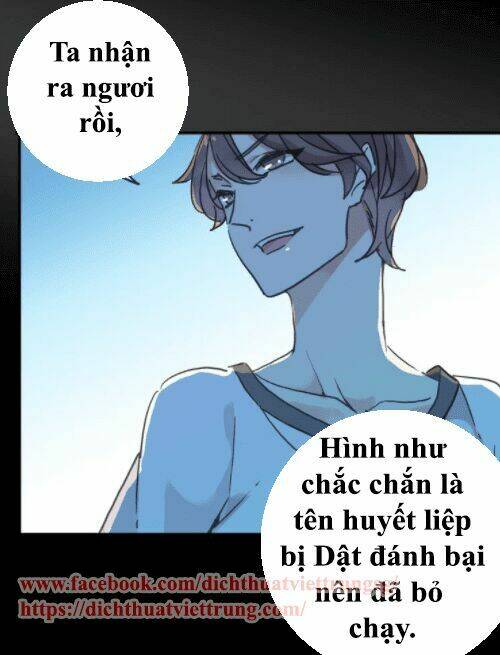 Ta nhận
ra ngươi
rồi,
Hình như
chắc chắn là
tên huyết liệp
bị Dật đánh bại
nên đã bỏ
chạy.
www.facebook.com/dichthuatviettrung
https://dichthuatviettrung.com/